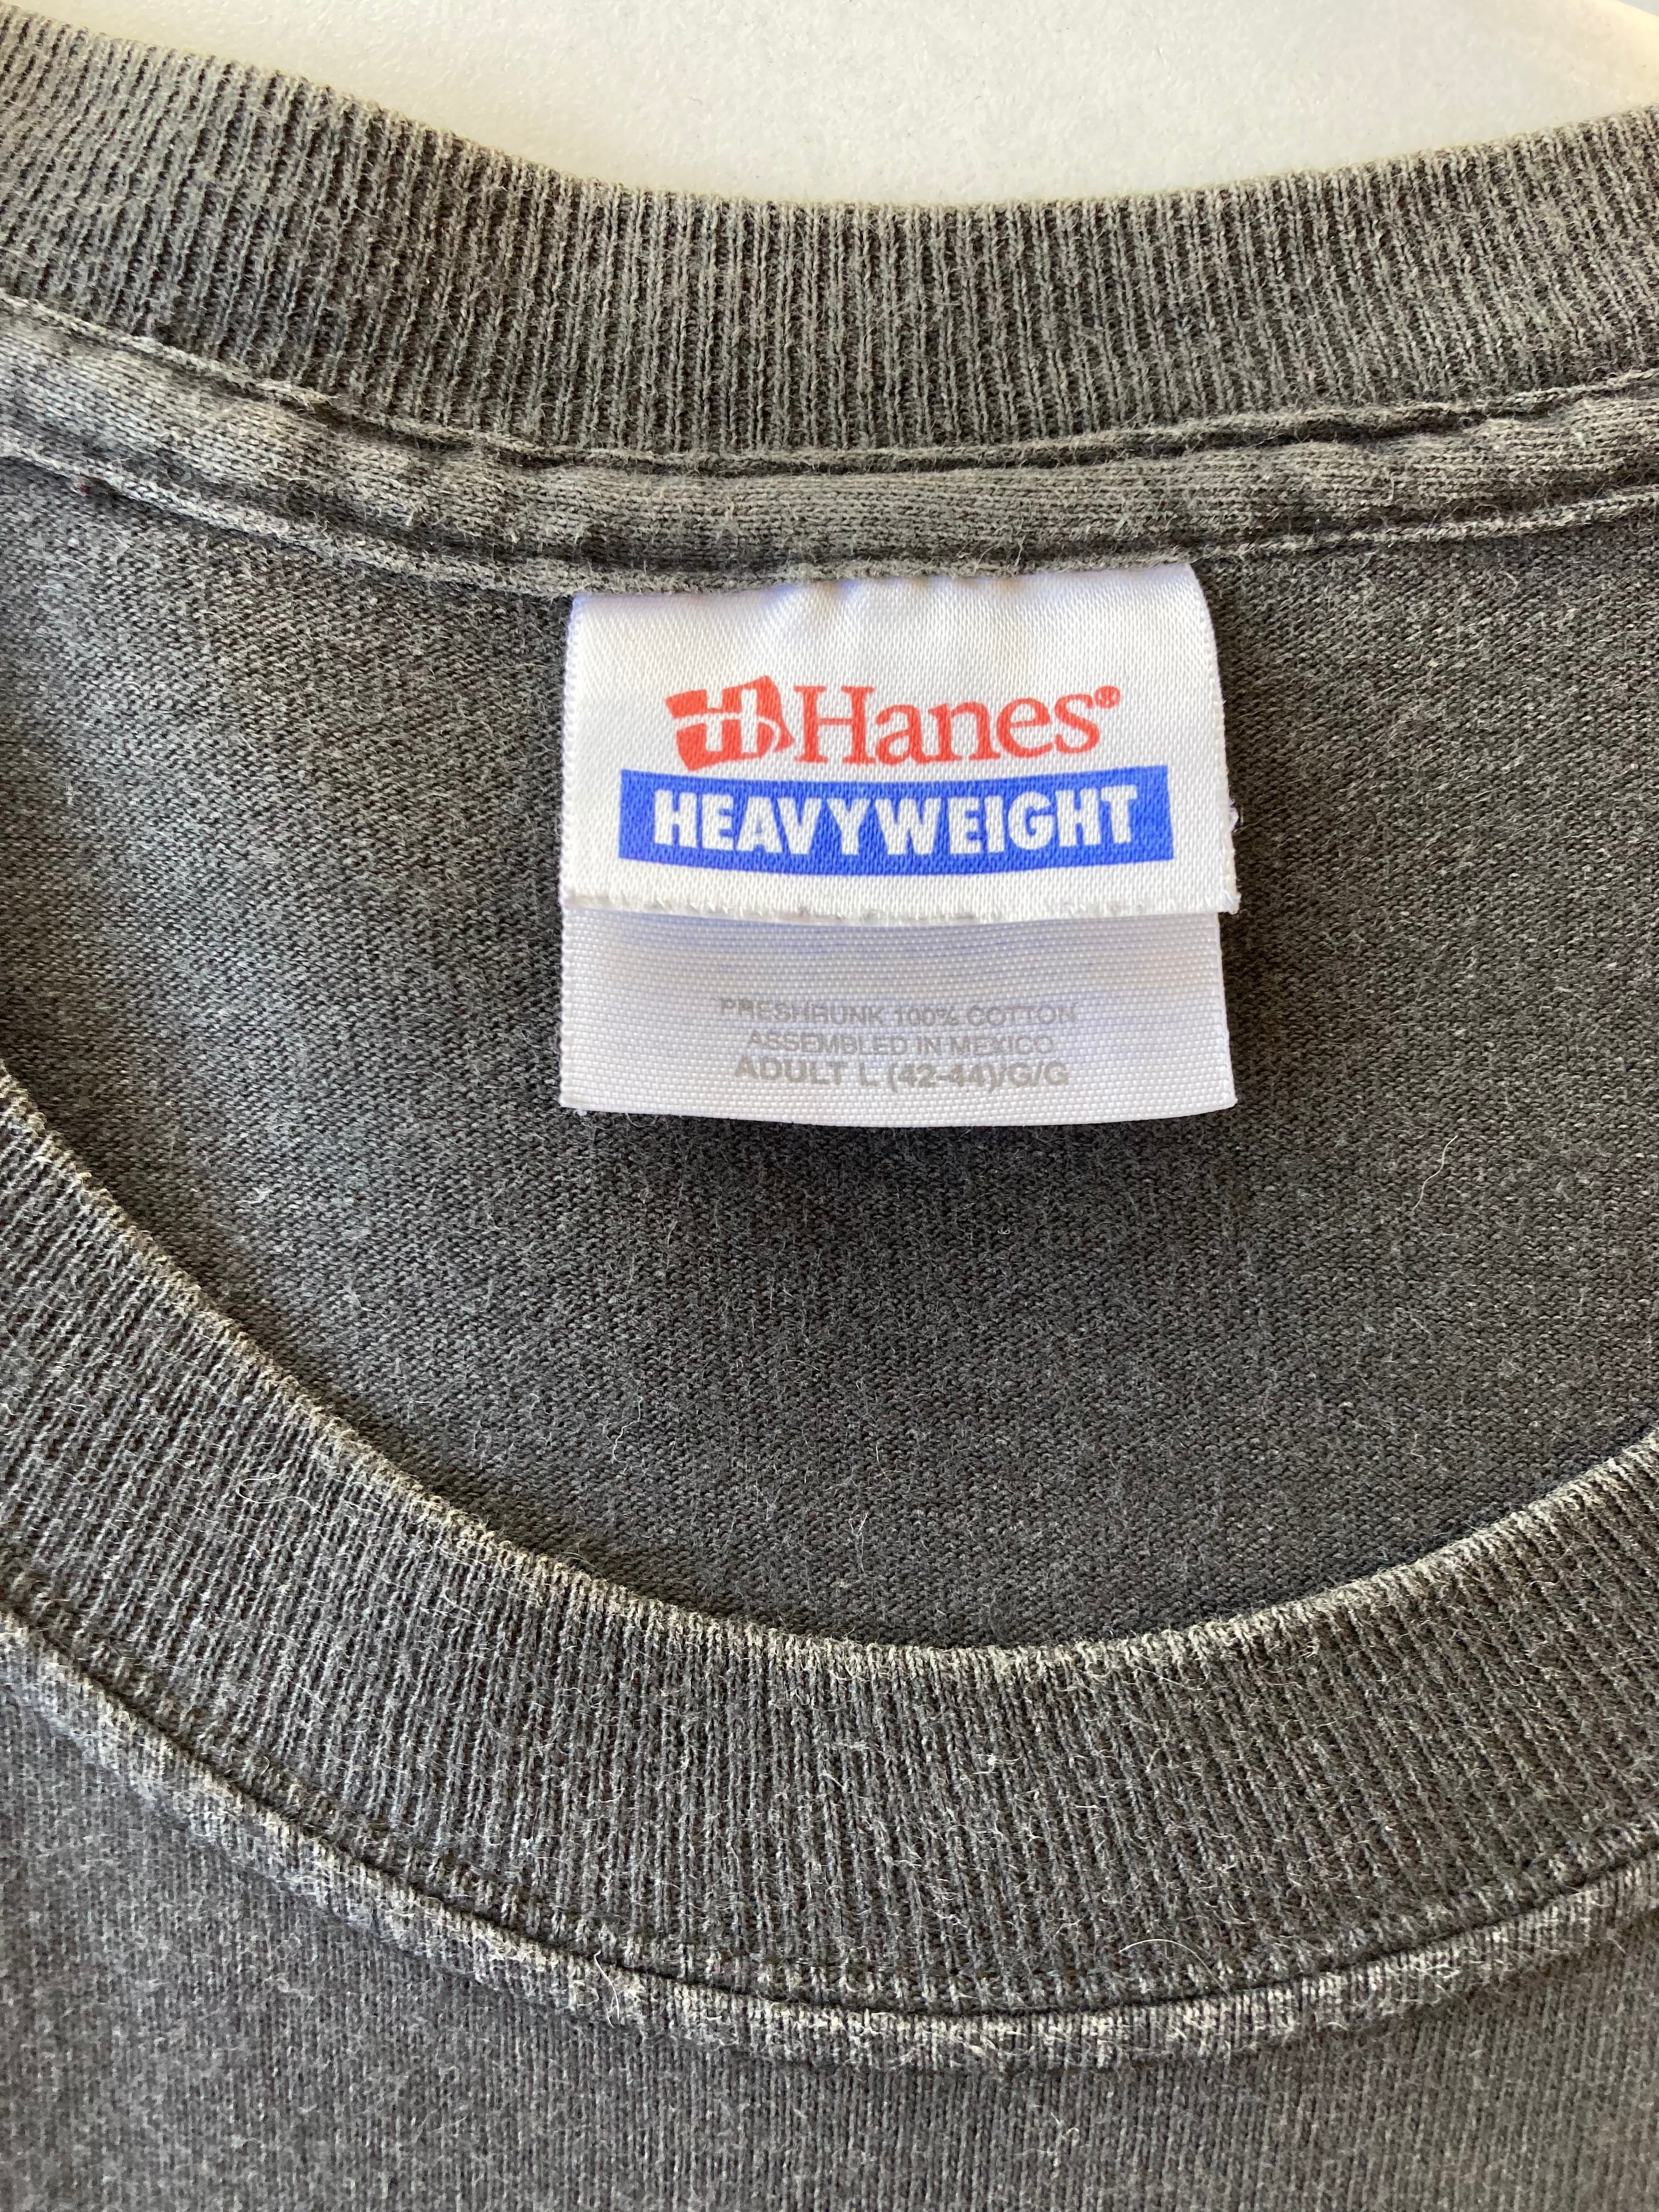 Hanes®
HEAVYWEIGHT
PRESHRUNK 100% COTTON
ASSEMBLED IN MEXICO
ADULT L (42-44)/G/G